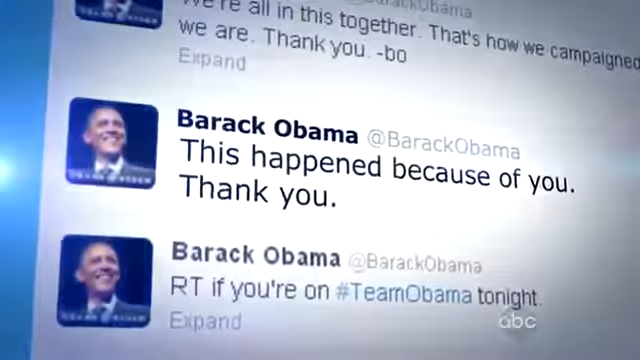 We're all in this together. That's how we campaigned
we are. Thank you. -bo
Expand
Barack Obama @BarackObama
This happened because of you.
Thank you.
Barack Obama @BarackObama
RT if you're on #TeamObama tonight.
Expand
abc